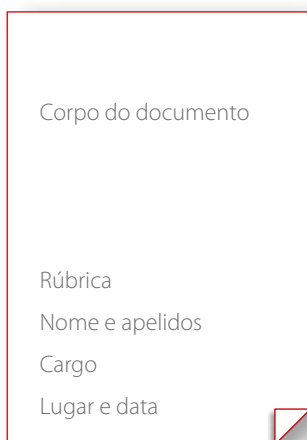 Corpo do documento
Rúbrica
Nome e apelidos
Cargo
Lugar e data